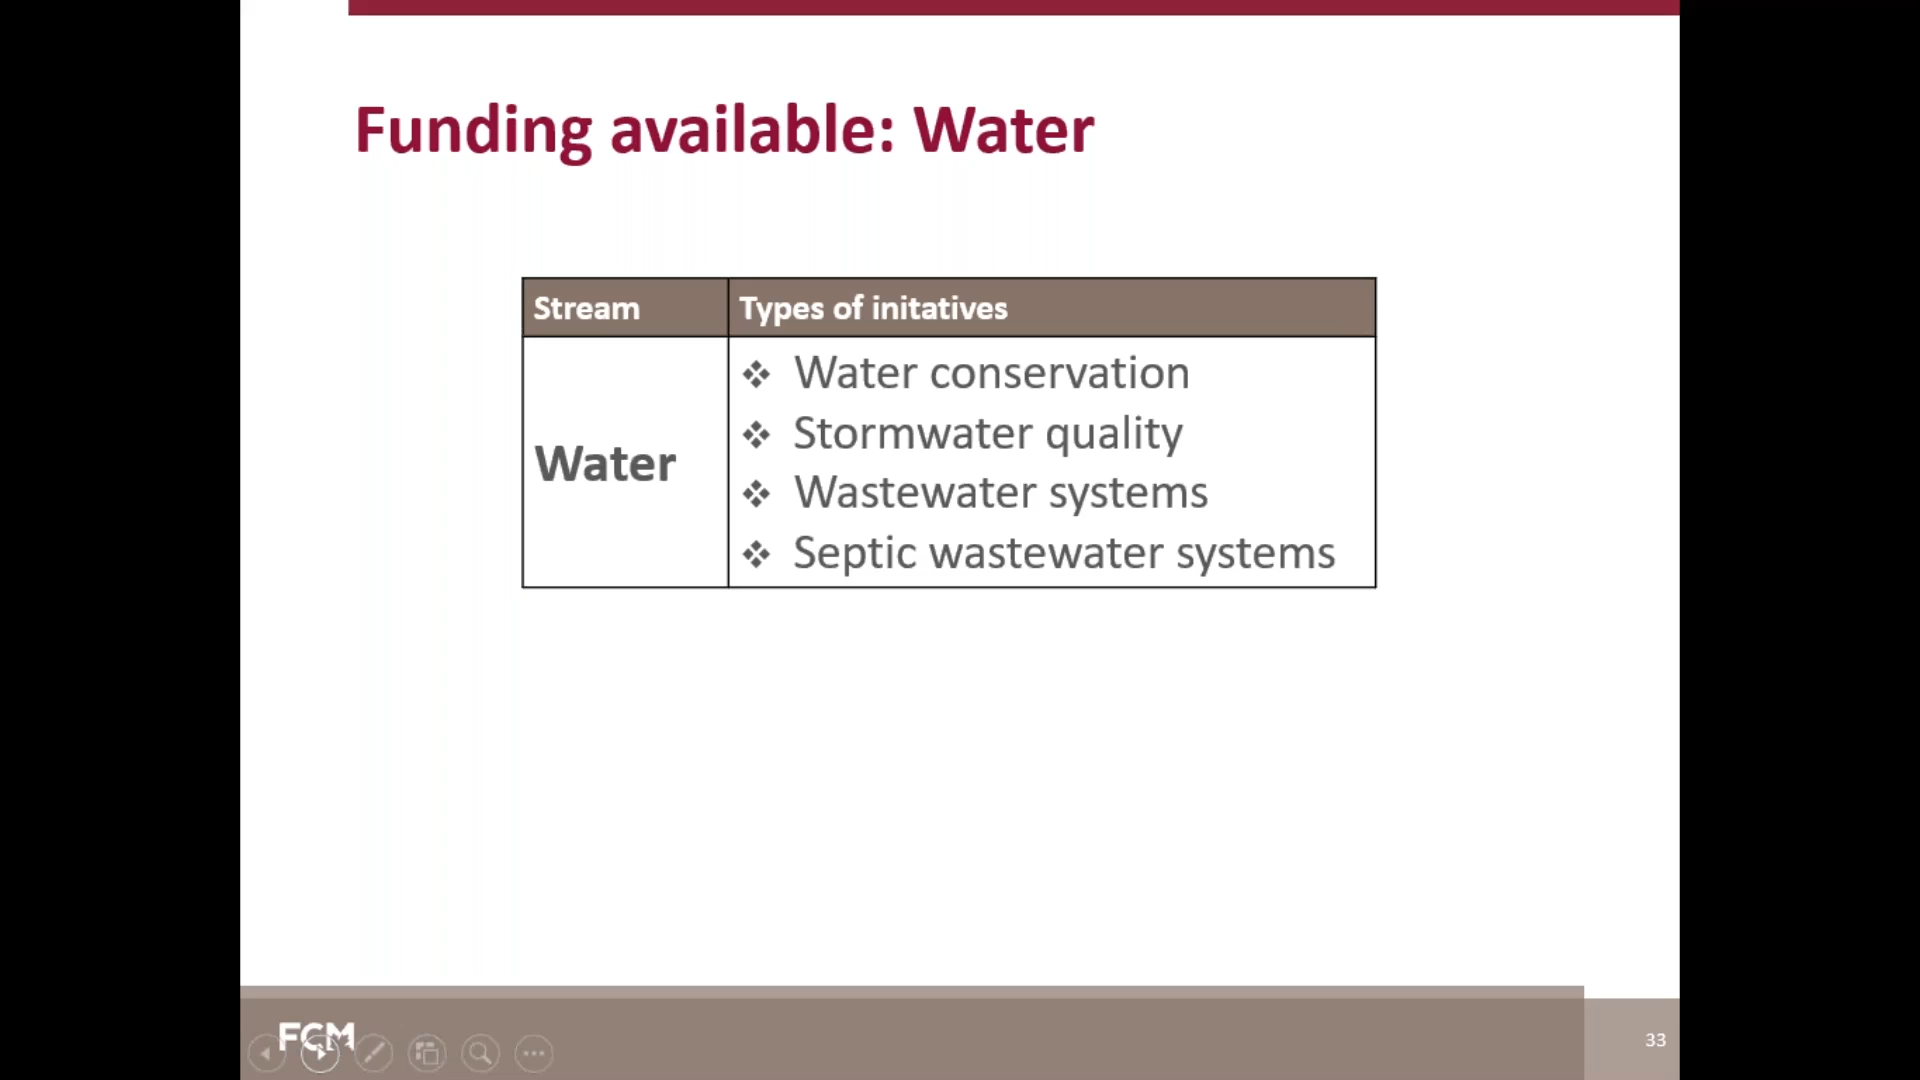 Funding available: Water
Stream
Types of initatives
Water
❖ Water conservation
❖ Stormwater quality
❖ Wastewater systems
❖ Septic wastewater systems
FCM
33